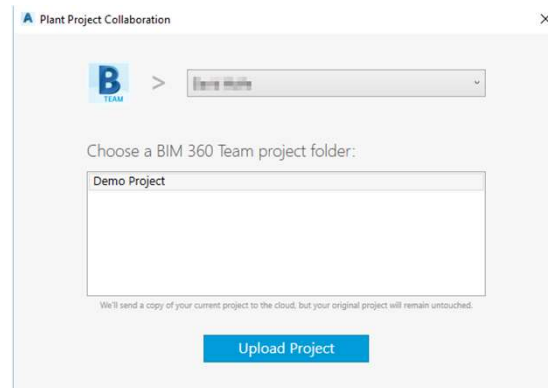 Plant Project Collaboration
B
TEAM
>
Choose a BIM 360 Team project folder:
Demo Project
We'll send a copy of your current project to the cloud, but your original project will remain untouched.
Upload Project